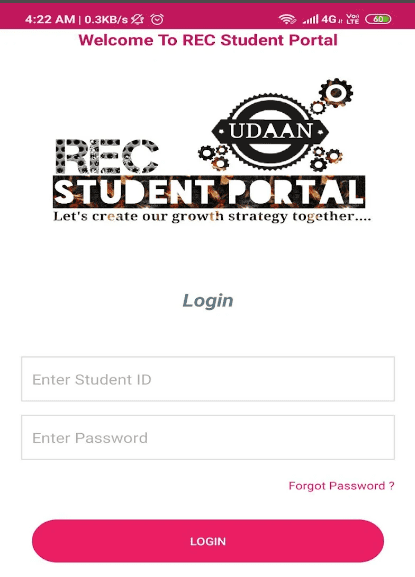 4:22 AM | 0.3KB/s 4G Vo) LTE 60
Welcome To REC Student Portal
UDAAN
REC
STUDENT PORTAL
Let's create our growth strategy together....
Login
Enter Student ID
Enter Password
Forgot Password ?
LOGIN